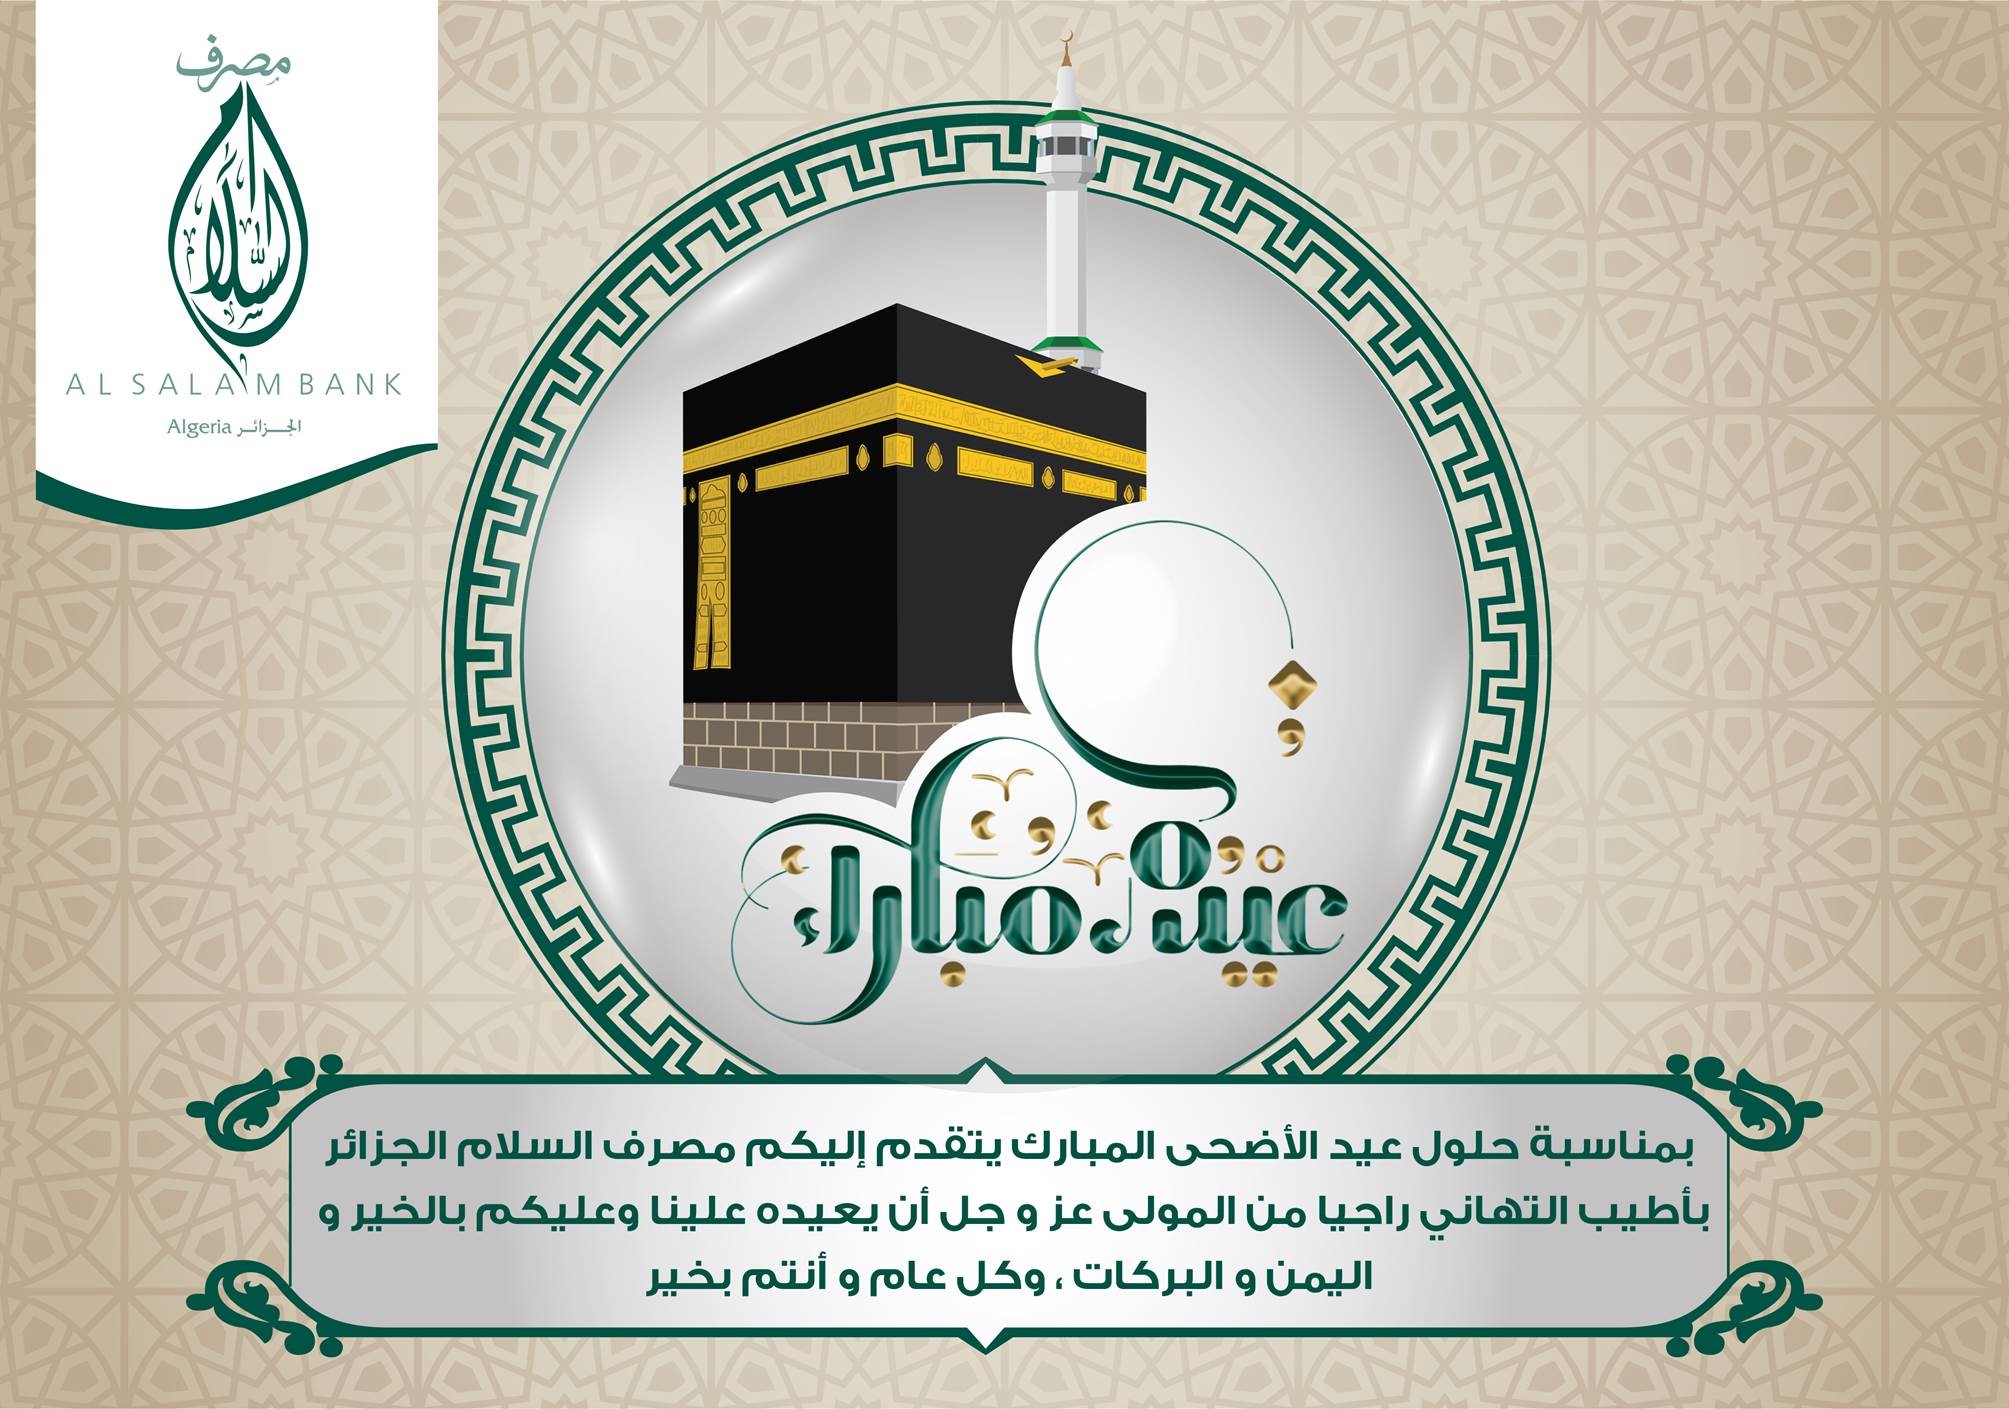 مصرف
السلام
AL SALAM BANK
Algeria الجزائر
عيد مبارك
بمناسبة حلول عيد الأضحى المبارك يتقدم إليكم مصرف السلام الجزائر
بأطيب التهاني راجيا من المولى عز و جل أن يعيده علينا وعليكم بالخير و
اليمن و البركات ، وكل عام و أنتم بخير